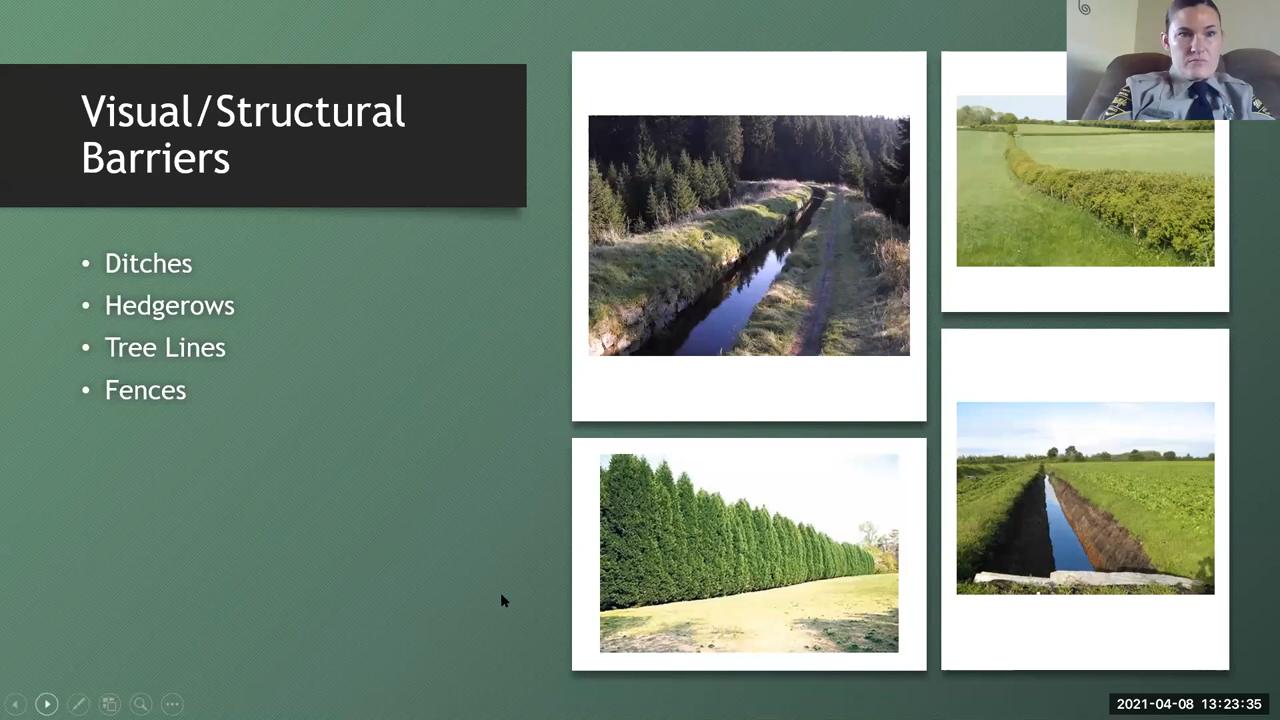 Visual/Structural
Barriers
• Ditches
• Hedgerows
• Tree Lines
• Fences
2021-04-08 13:23:35